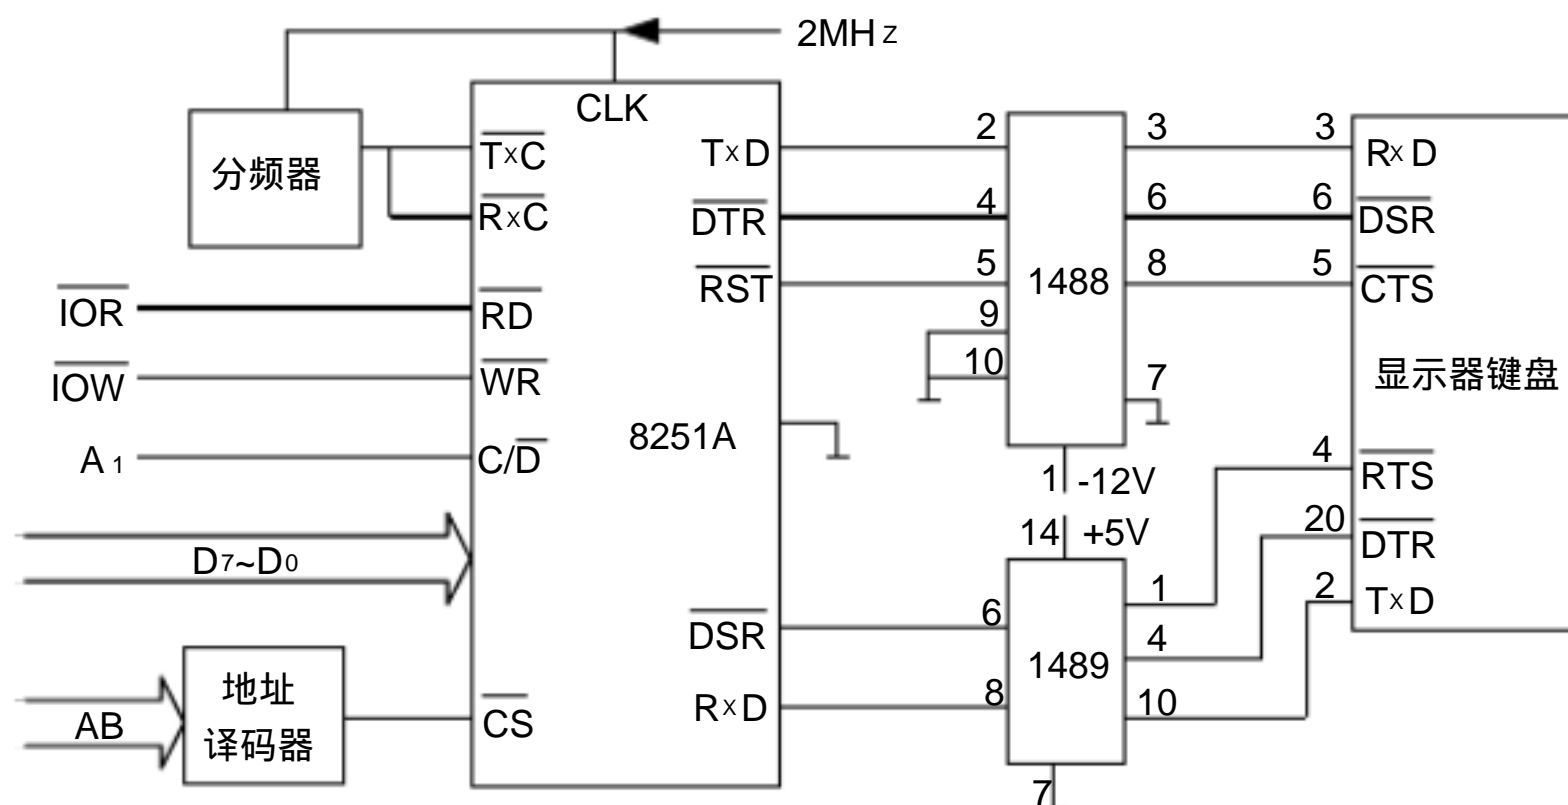 2MHZ
CLK
分频器
TxC
RxC
TxD
DTR
RST
2
4
5
9
10
1488
3
6
8
7
3
6
5
RxD
DSR
CTS
显示器键盘
IOR
RD
IOW
WR
A1
C/D
8251A
1
-12V
14
+5V
4
RTS
20
DTR
2
TxD
D7~D0
DSR
RxD
6
8
1489
1
4
10
7
AB
地址
译码器
CS